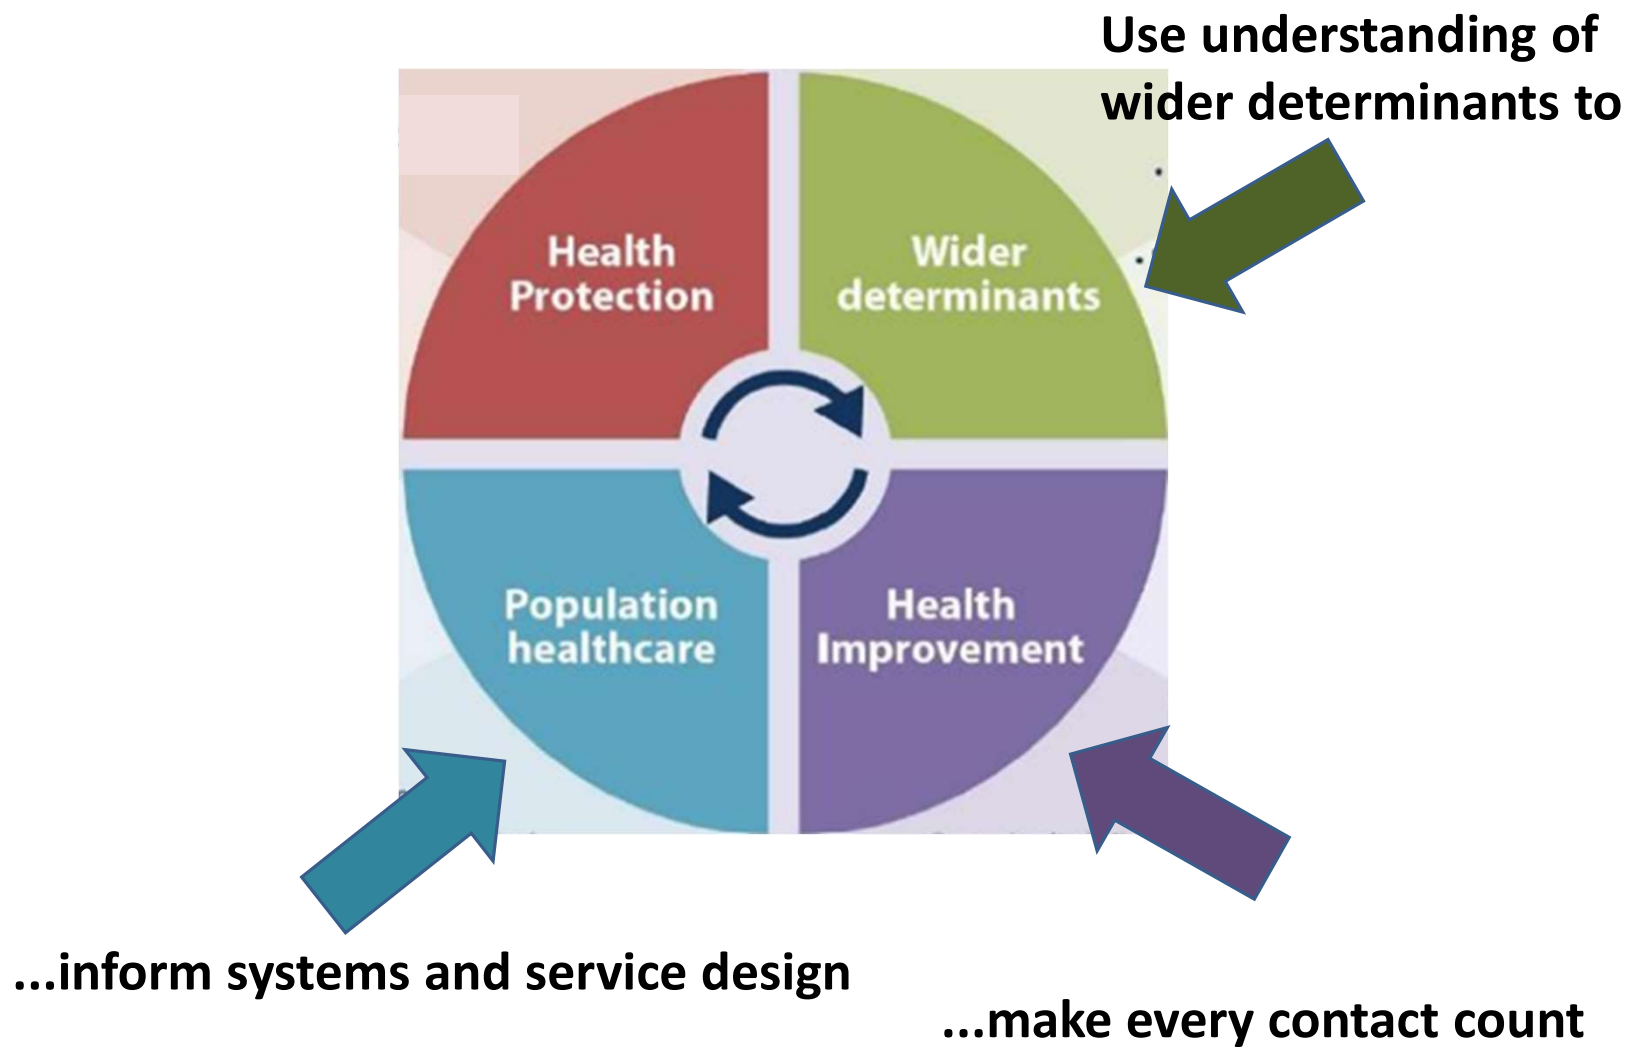 Use understanding of
wider determinants to
Health
Protection
Wider
determinants
Population
healthcare
Health
Improvement
...inform systems and service design
...make every contact count